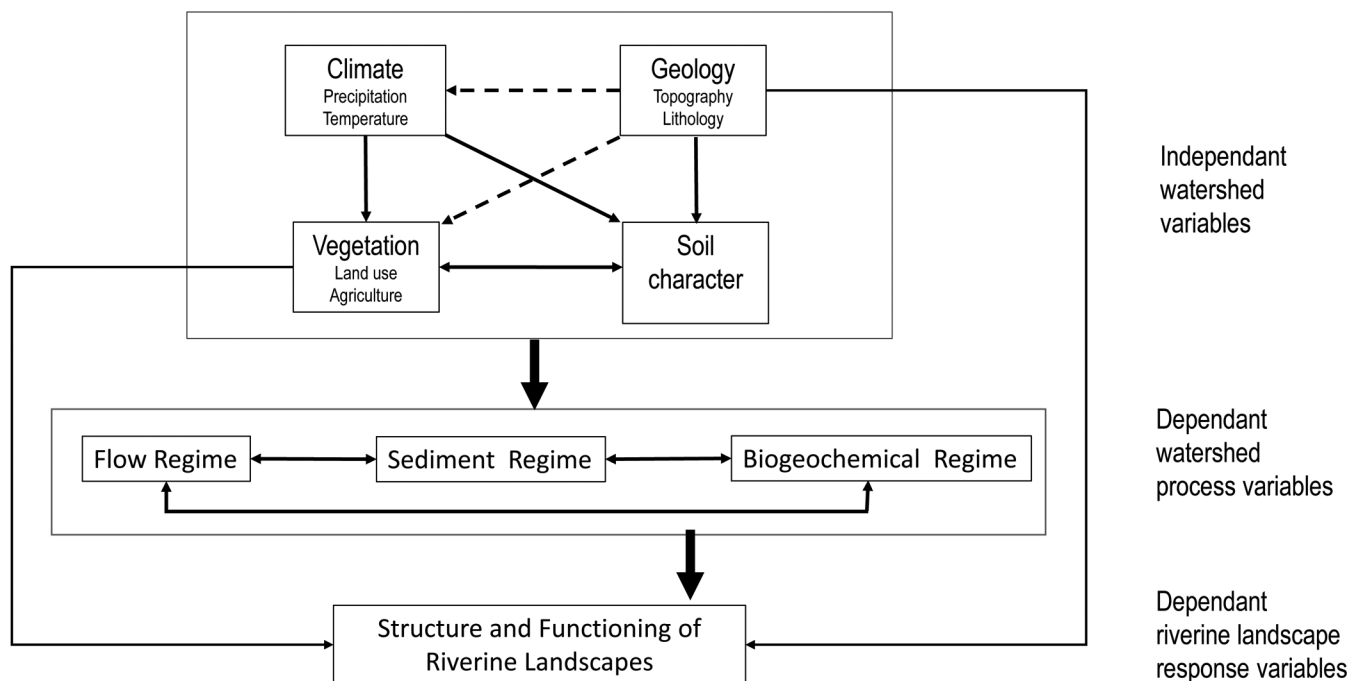 Climate
Precipitation
Temperature
Geology
Topography
Lithology
Independant
watershed
variables
Vegetation
Land use
Agriculture
Soil
character
Flow Regime
Sediment Regime
Biogeochemical Regime
Dependant
watershed
process variables
Structure and Functioning of
Riverine Landscapes
Dependant
riverine landscape
response variables